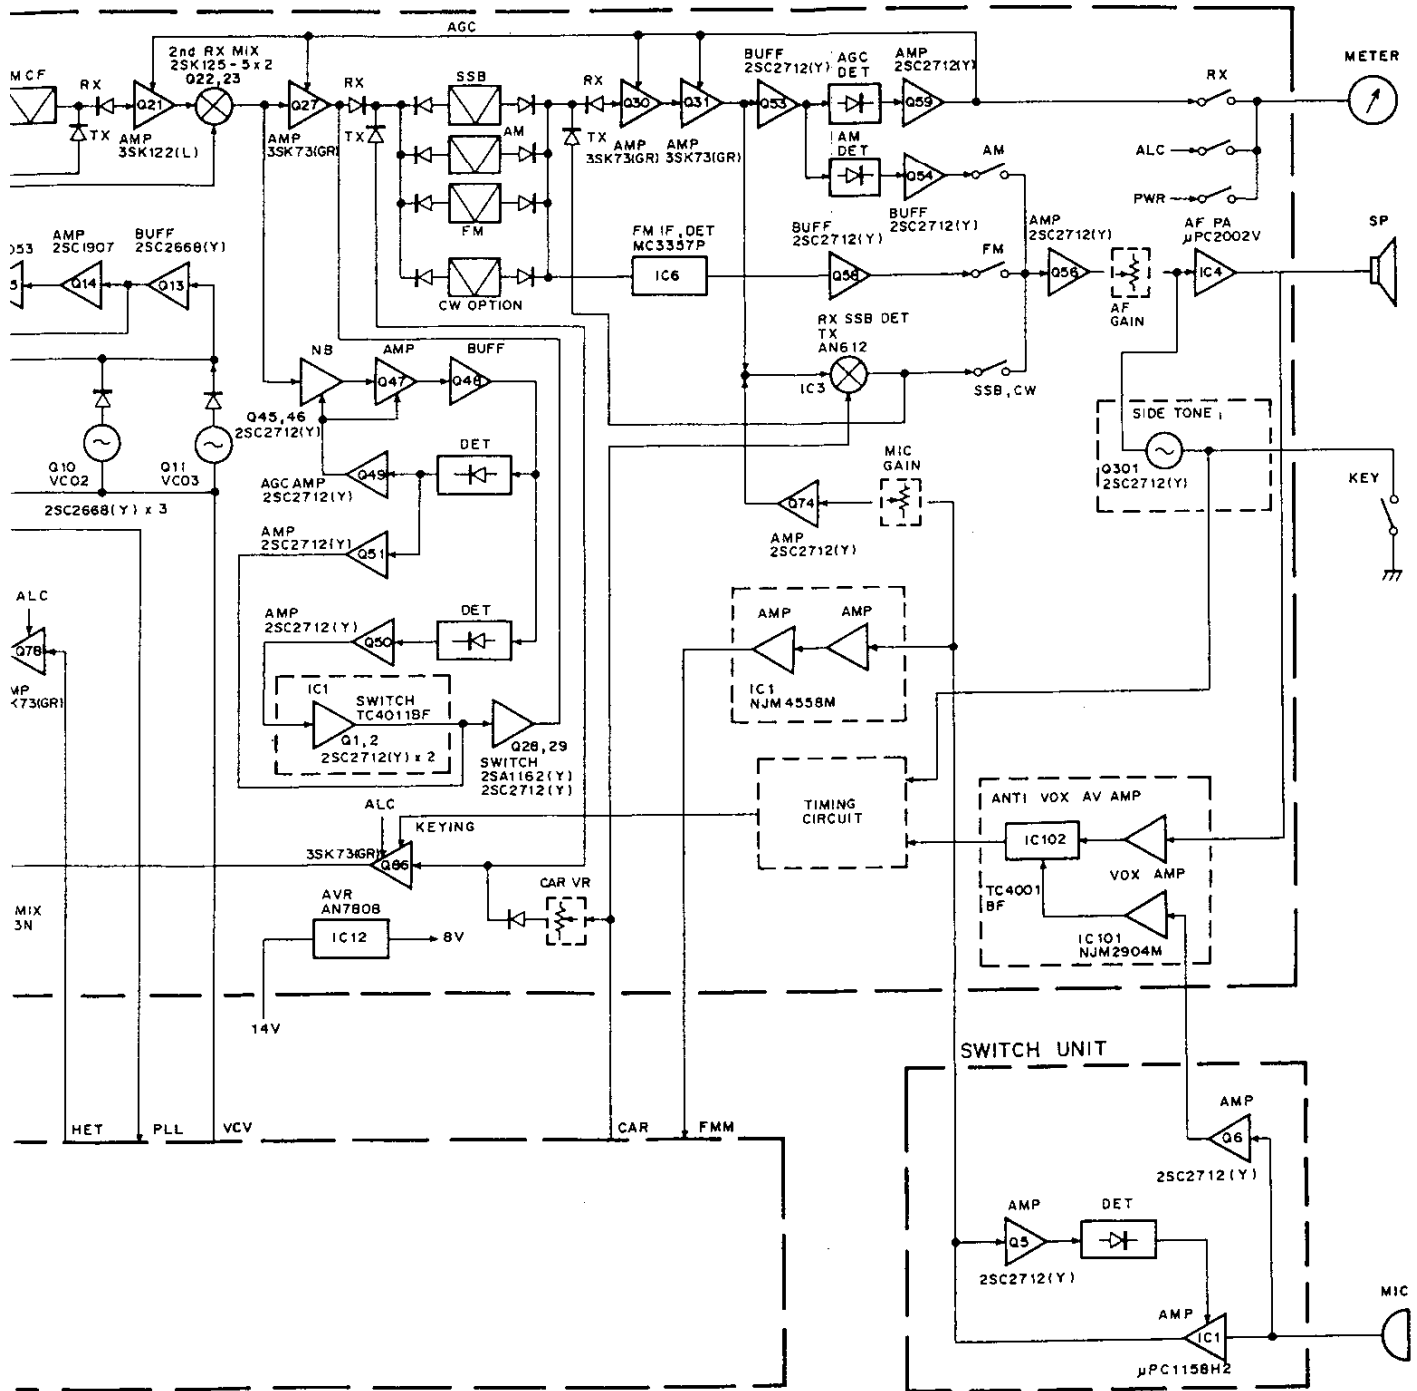 AGC
2nd RX MIX
2SK125-5x2
Q22,23
MCF
RX
Q21
TX
AMP
3SK122(L)
Q27
AMP
3SK73(GR)
RX
TX
SSB
AM
FM
CW OPTION
RX
TX
Q30
AMP
3SK73(GR)
Q31
AMP
3SK73(GR)
BUFF
2SC2712(Y)
Q53
AGC
DET
AMP
2SC2712(Y)
Q59
AM
DET
Q54
BUFF
2SC2712(Y)
AM
RX
ALC
PWR
METER
SP
AF PA
µPC2002V
IC4
AMP
2SC2712(Y)
Q56
AF
GAIN
FM IF, DET
MC3357P
IC6
BUFF
2SC2712(Y)
Q58
FM
RX SSB DET
TX
AN612
IC3
SSB, CW
Q53
AMP
2SC1907
Q14
BUFF
2SC2668(Y)
Q13
NB
AMP
Q47
BUFF
Q48
Q45,46
2SC2712(Y)
Q10
VCO2
Q11
VCO3
2SC2668(Y) x 3
DET
Q49
AGC AMP
2SC2712(Y)
AMP
2SC2712(Y)
Q51
AMP
2SC2712(Y)
Q50
DET
MIC
GAIN
Q74
AMP
2SC2712(Y)
SIDE TONE
Q301
2SC2712(Y)
KEY
ALC
Q78
MP
K73(GR)
IC1
SWITCH
TC4011BF
Q1,2
2SC2712(Y) x 2
Q28,29
SWITCH
2SA1162(Y)
2SC2712(Y)
AMP
AMP
IC1
NJM4558M
TIMING
CIRCUIT
ANTI VOX AV AMP
IC102
TC4001
BF
VOX AMP
IC101
NJM2904M
ALC
KEYING
3SK73(GR)
Q66
CAR VR
AVR
AN7808
IC12
8V
14V
MIX
3N
HET
PLL
VCV
CAR
FMM
SWITCH UNIT
AMP
Q6
2SC2712(Y)
AMP
Q5
2SC2712(Y)
DET
AMP
IC1
µPC1158H2
MIC